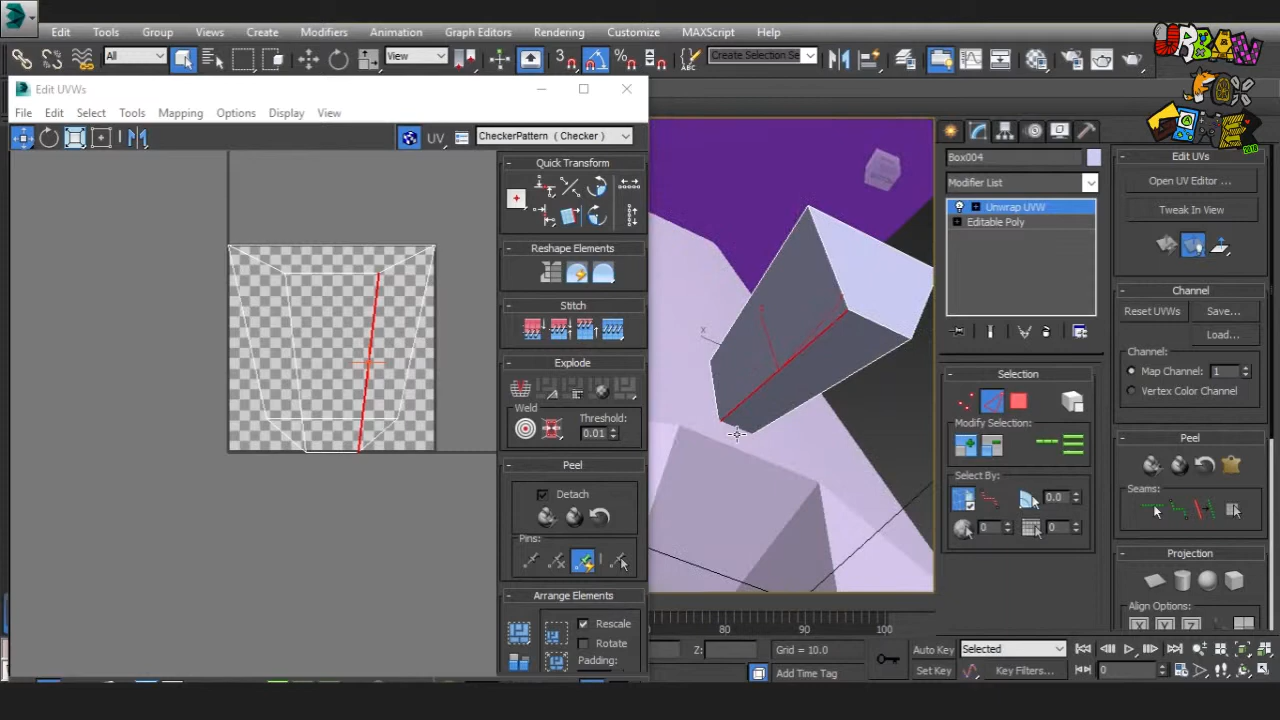 Edit Tools Group Views Create Modifiers Animation Graph Editors Rendering Customize MAXScript Help
All View Create Selection Se
Edit UVWs
File Edit Select Tools Mapping Options Display View
UV CheckerPattern ( Checker )
Quick Transform
Reshape Elements
Stitch
Explode
Weld Threshold:
0.01
Peel
Detach
Pins:
Arrange Elements
Rescale
Rotate
Padding:
x
80 90 100
Z: Grid = 10.0
Add Time Tag
Auto Key Selected
Set Key Key Filters... 0
Box004
Modifier List
Unwrap UVW
Editable Poly
Selection
Modify Selection:
Select By:
0.0
0 0
Edit UVs
Open UV Editor ...
Tweak In View
Channel
Reset UVWs Save...
Load...
Channel:
Map Channel: 1
Vertex Color Channel
Peel
Seams:
Projection
Align Options:
X Y Z
2018